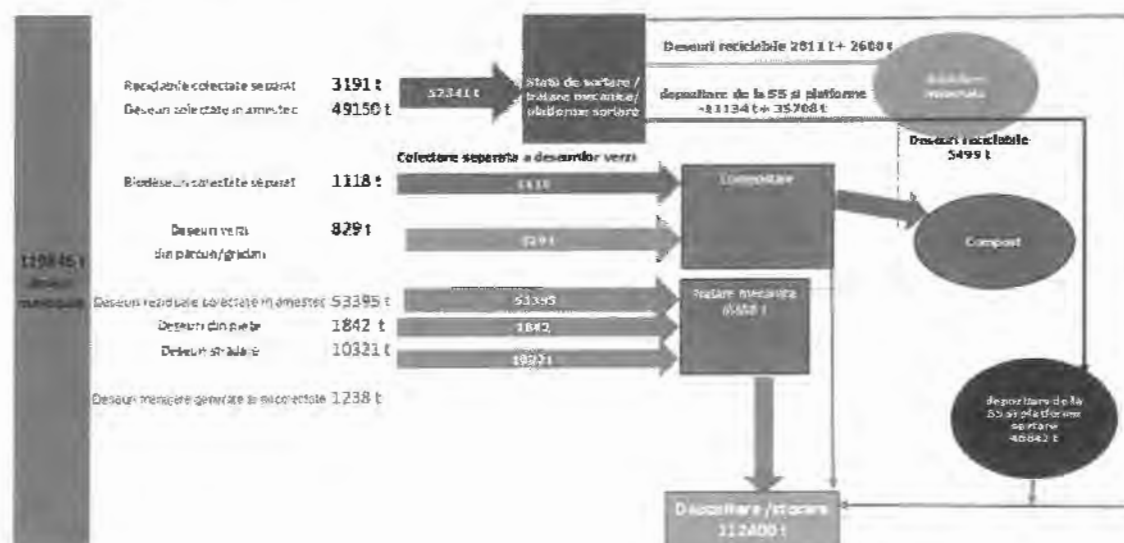 119846 t
deseuri
municipale
Reciclabile colectate separat 3191 t
Deseuri colectate in amestec 49150 t
52341 t
Statii de sortare /
tratare mecanica/
platforme sortare
Deseuri reciclabile 2811 t + 2688 t
depozitare de la SS si platforme
11134 t + 35708 t
Deseuri reciclabile
5499 t
Colectare separata a deseurilor verzi
Biodeseuri colectate separat 1118 t
1118
Compostare
Deseuri verzi 829 t
din parcuri/gradini
829 t
Compost
Deseuri reziduale colectate in amestec 53395 t
53395
Tratare mecanica
Deseuri din piete 1842 t
1842
Deseuri stradale 10321 t
10321
Deseuri menajere generate si necolectate 1238 t
depozitare de la
SS si platforme
sortare
46842 t
Depozitare /stocare
112400 t